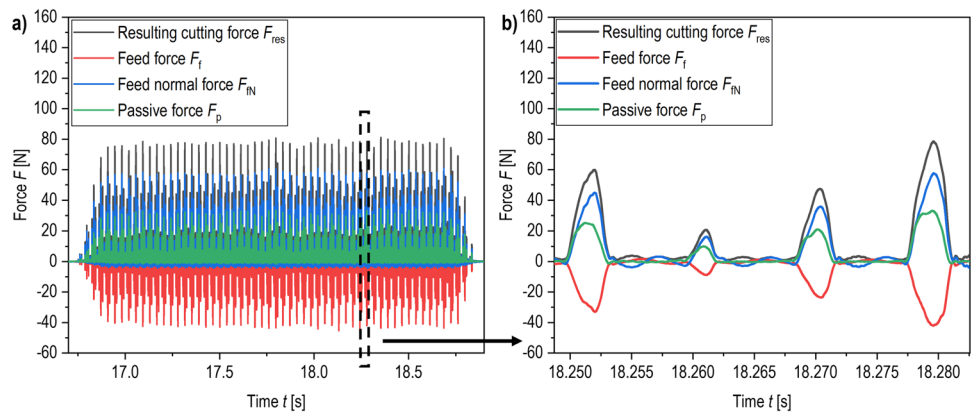 a)
160
140
120
100
80
60
40
20
0
-20
-40
-60
Force F [N]
Resulting cutting force Fres
Feed force Ff
Feed normal force FfN
Passive force Fp
17.0 17.5 18.0 18.5
Time t [s]
b)
160
140
120
100
80
60
40
20
0
-20
-40
-60
Force F [N]
Resulting cutting force Fres
Feed force Ff
Feed normal force FfN
Passive force Fp
18.250 18.255 18.260 18.265 18.270 18.275 18.280
Time t [s]